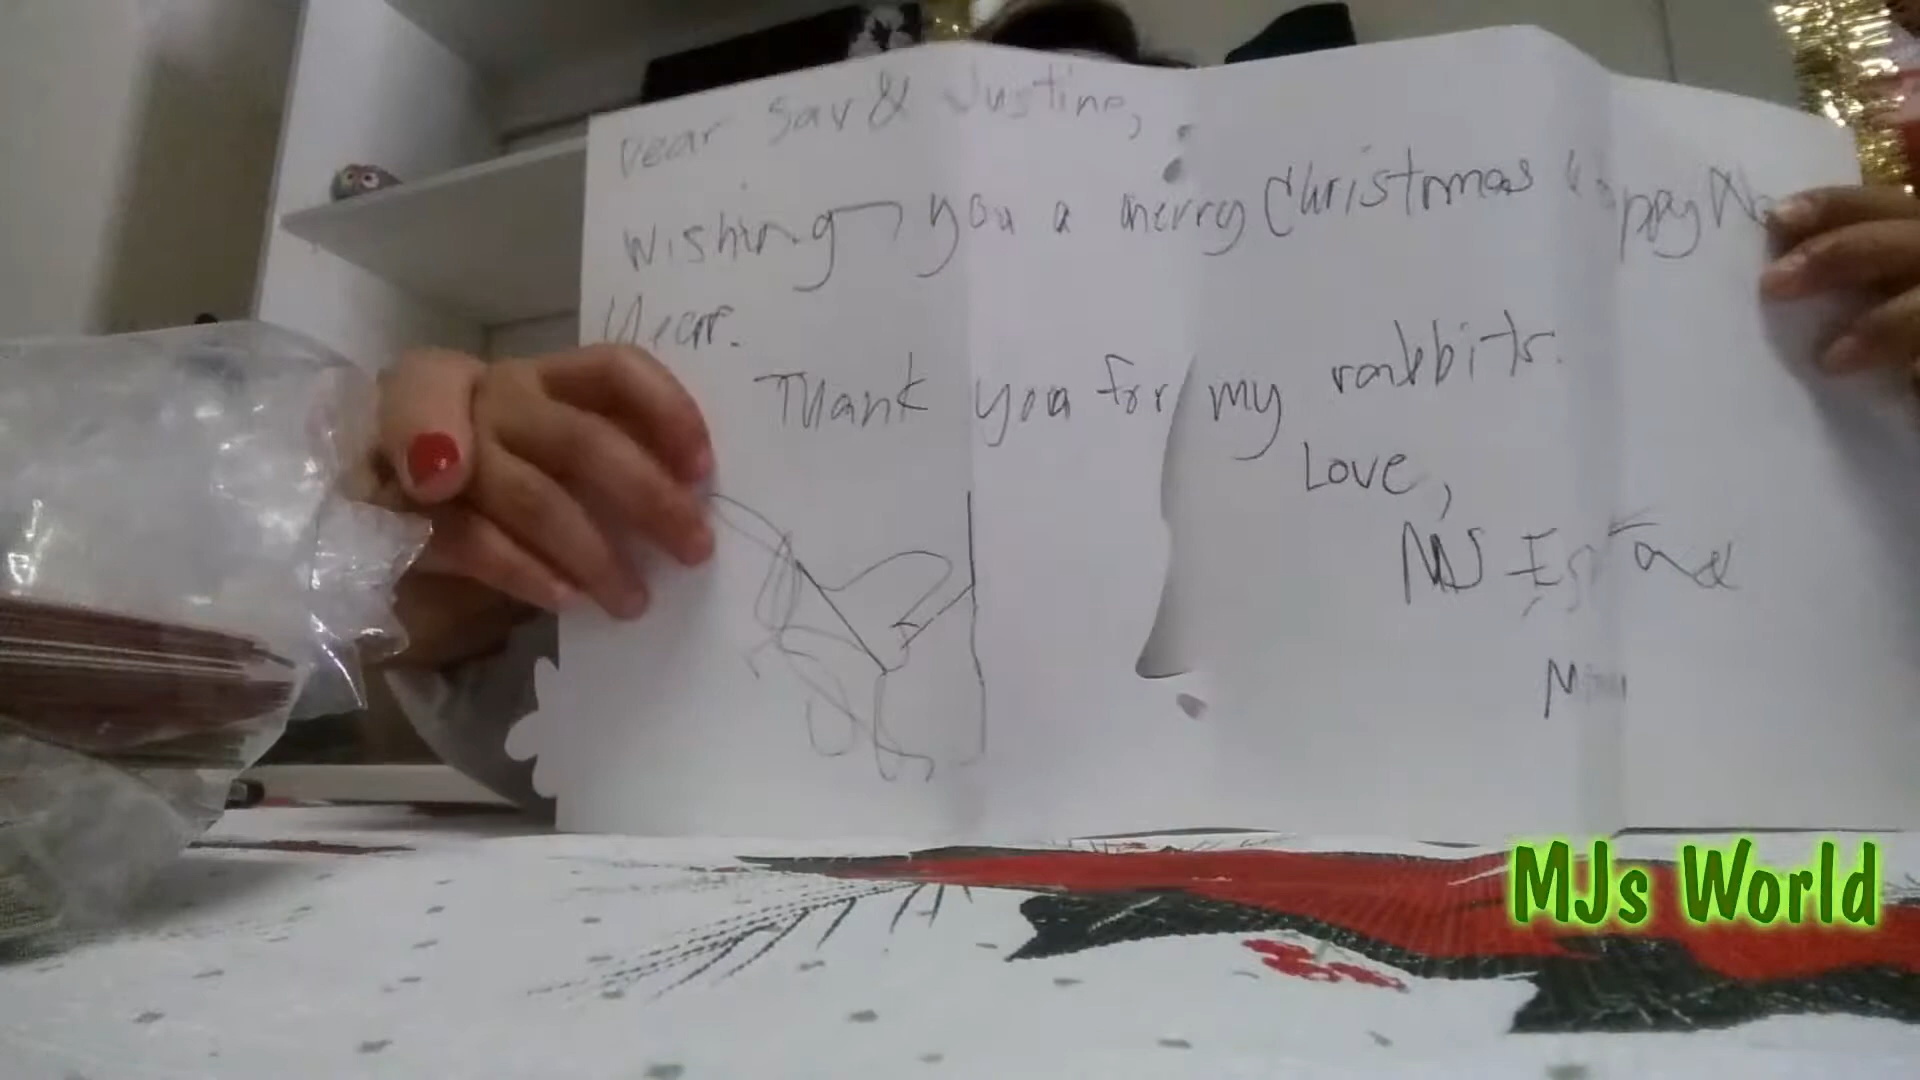 Dear Sav & Justine,
Wishing you a merry Christmas
Year.
Thank you for my rabbits.
Love,
MJ
MJs World